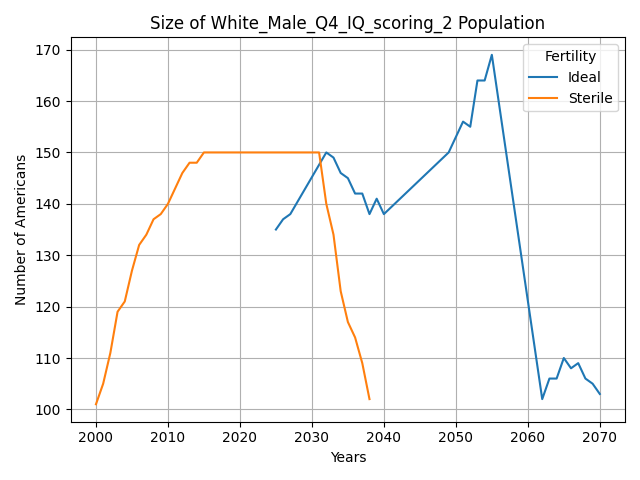 Size of White_Male_Q4_IQ_scoring_2 Population
Number of Americans
170
160
150
140
130
120
110
100
Fertility
Ideal
Sterile
2000 2010 2020 2030 2040 2050 2060 2070
Years